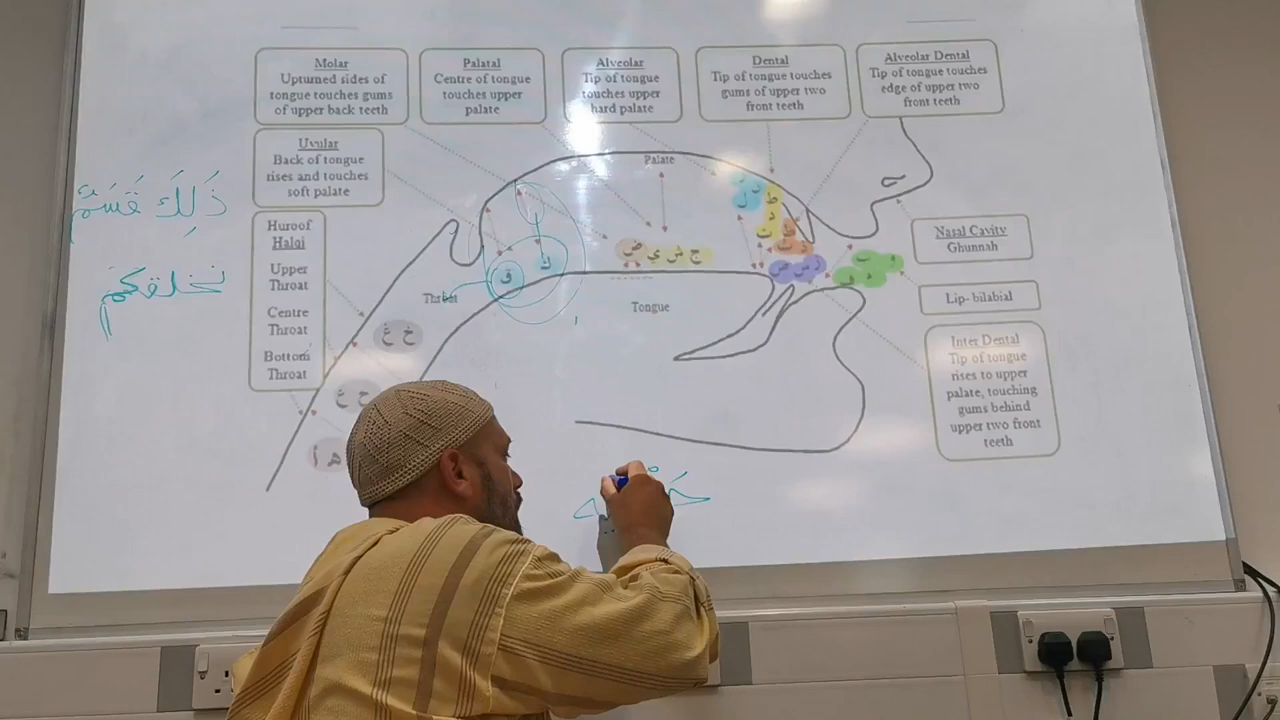 Molar
Upturned sides of
tongue touches gums
of upper back teeth
Palatal
Centre of tongue
touches upper
palate
Alveolar
Tip of tongue
touches upper
hard palate
Dental
Tip of tongue touches
gums of upper two
front teeth
Alveolar Dental
Tip of tongue touches
edge of upper two
front teeth
Uvular
Back of tongue
rises and touches
soft palate
Palate
ذَلِكَ قَسَمٌ
نخلقكم
Huroof
Halqi
Upper
Throat
Centre
Throat
Bottom
Throat
ق
ك
ض
ج ش ي
ل
ط
د
ت
ز س ص
Throat
Tongue
خ غ
ح ع
ه أ
Nasal Cavity
Ghunnah
Lip- bilabial
Inter Dental
Tip of tongue
rises to upper
palate, touching
gums behind
upper two front
teeth